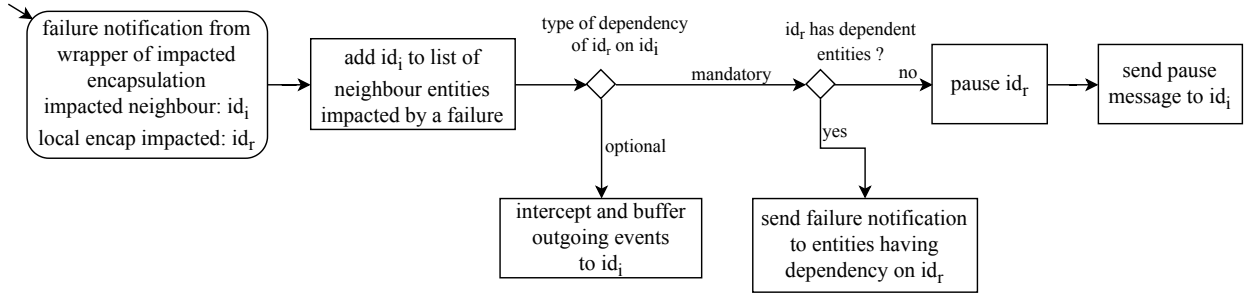 failure notification from
wrapper of impacted
encapsulation
impacted neighbour: idi
local encap impacted: idr
add idi to list of
neighbour entities
impacted by a failure
type of dependency
of idr on idi
optional
mandatory
intercept and buffer
outgoing events
to idi
idr has dependent
entities ?
no
yes
send failure notification
to entities having
dependency on idr
pause idr
send pause
message to idi